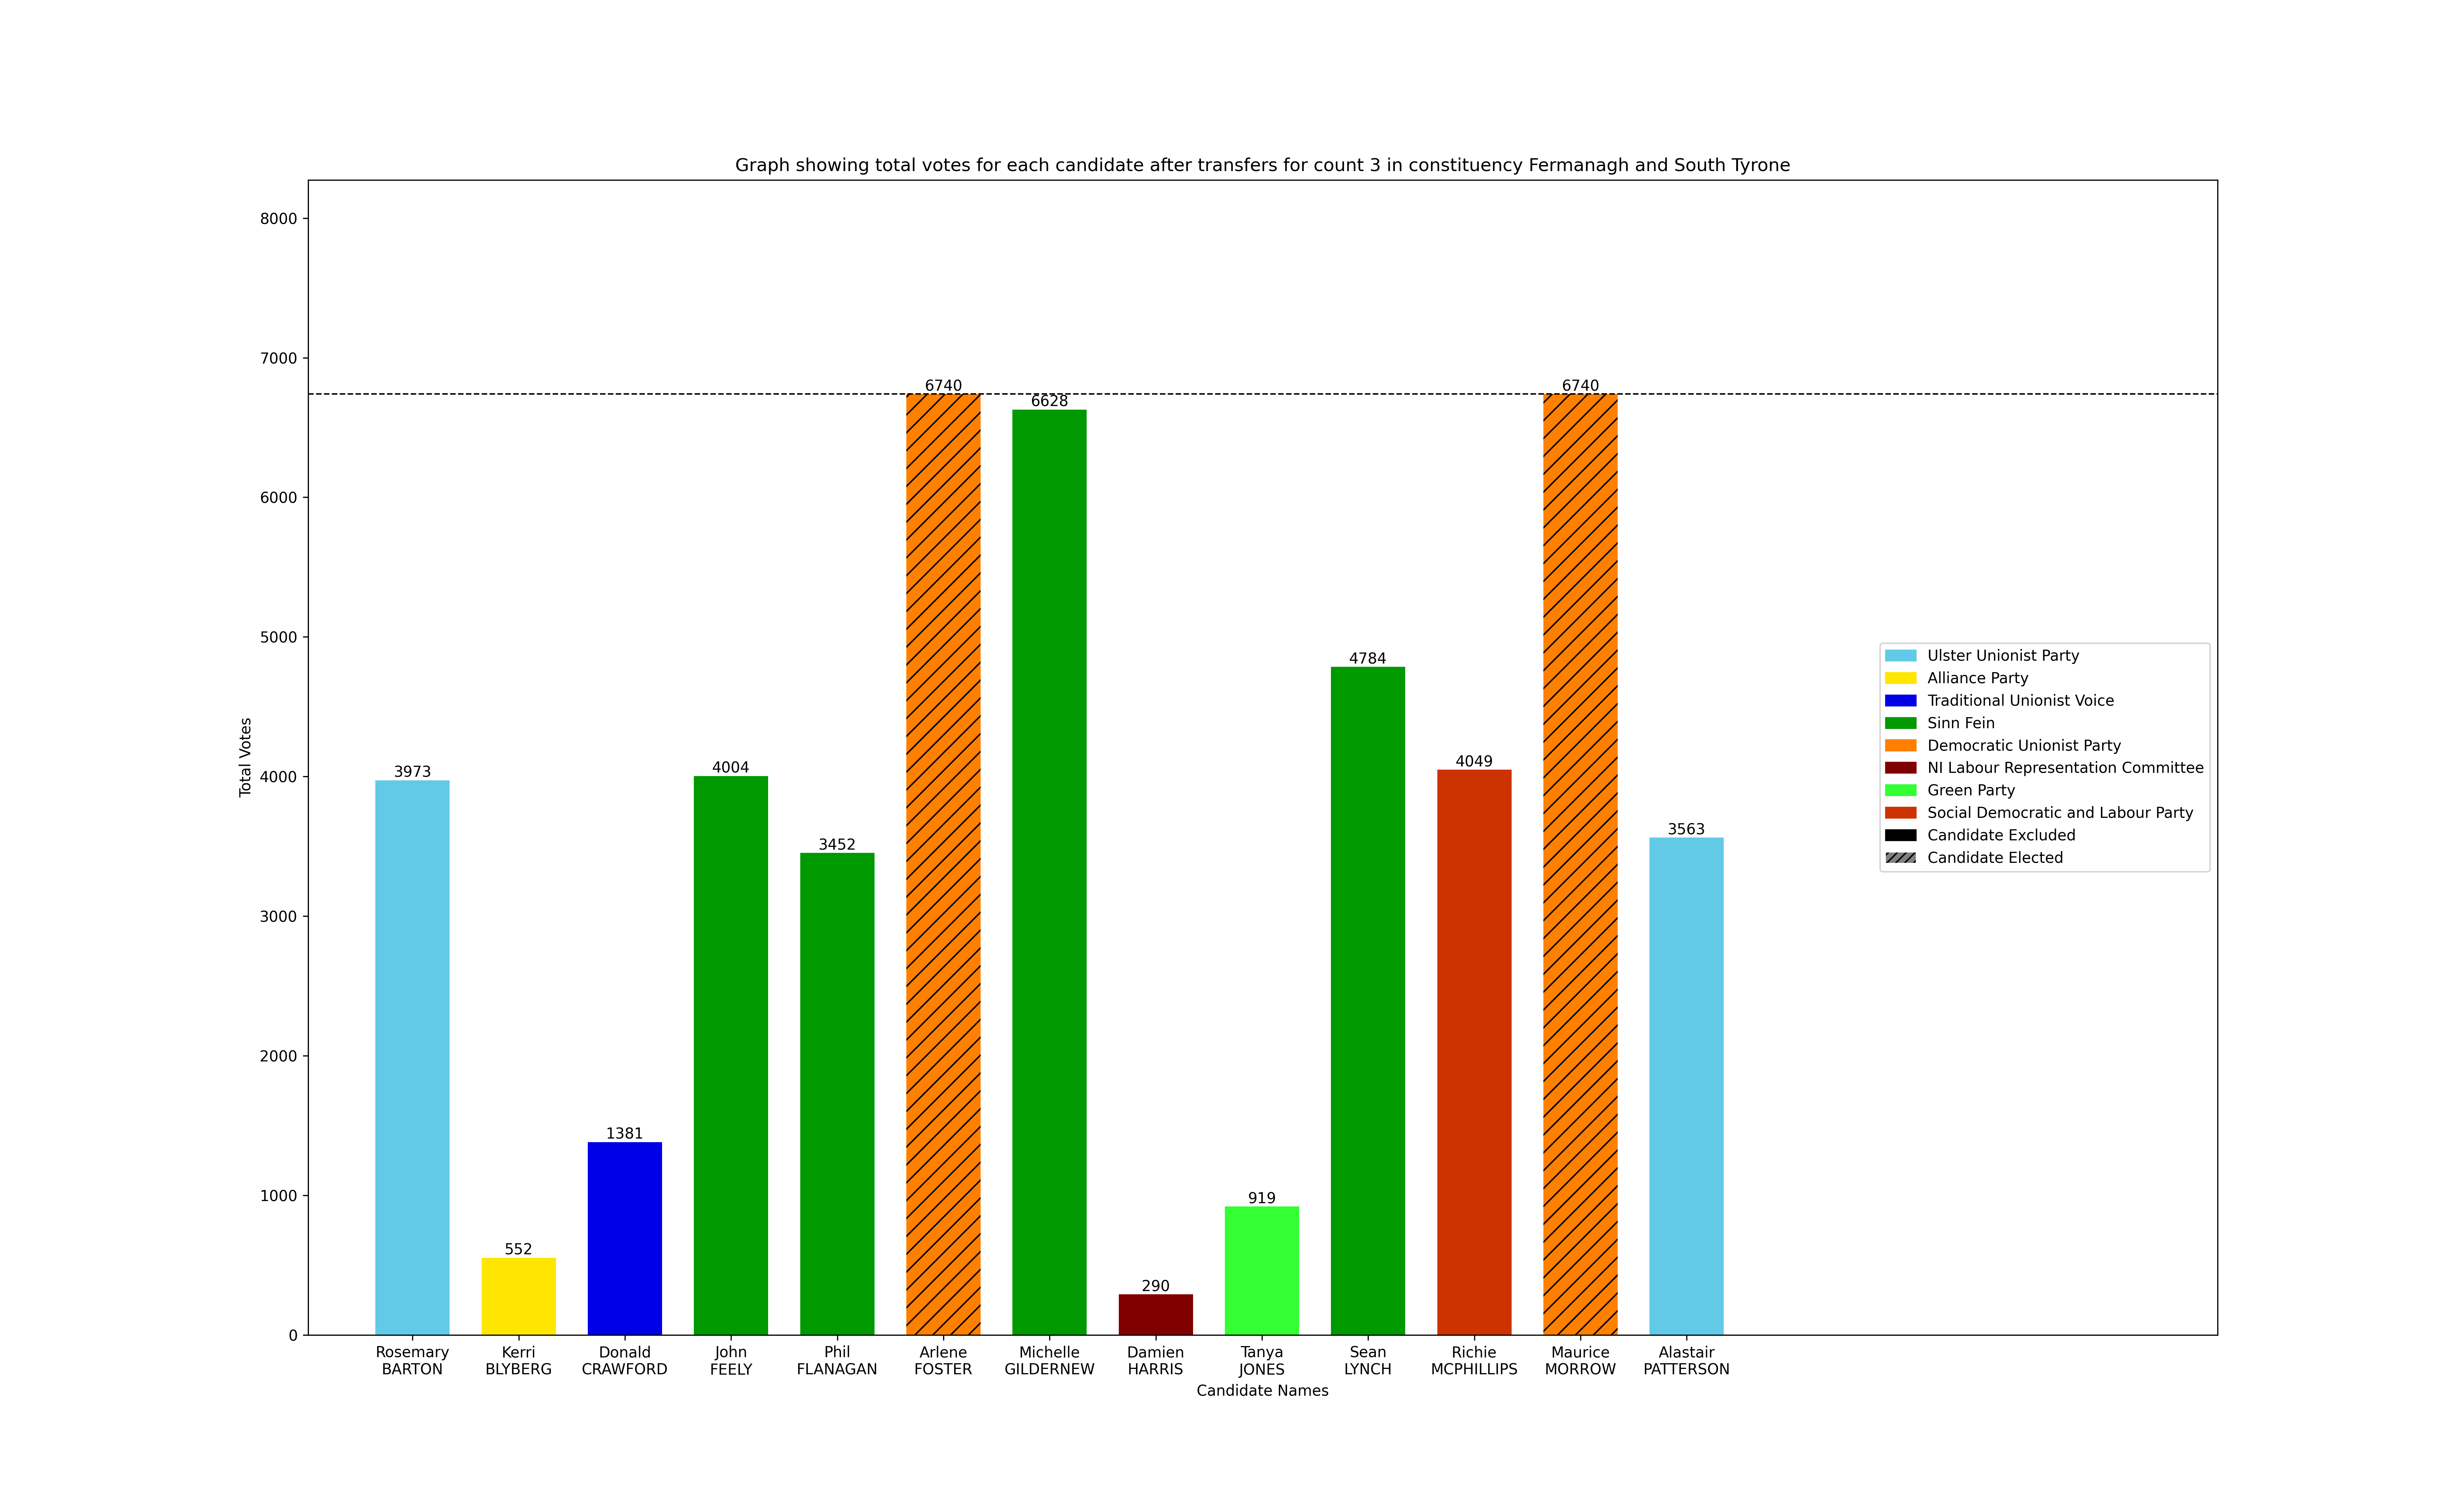 Graph showing total votes for each candidate after transfers for count 3 in constituency Fermanagh and South Tyrone
8000
7000
6000
5000
4000
3000
2000
1000
0
Total Votes
3973
552
1381
4004
3452
6740
6628
290
919
4784
4049
6740
3563
Rosemary
BARTON
Kerri
BLYBERG
Donald
CRAWFORD
John
FEELY
Phil
FLANAGAN
Arlene
FOSTER
Michelle
GILDERNEW
Damien
HARRIS
Tanya
JONES
Sean
LYNCH
Richie
MCPHILLIPS
Maurice
MORROW
Alastair
PATTERSON
Candidate Names
Ulster Unionist Party
Alliance Party
Traditional Unionist Voice
Sinn Fein
Democratic Unionist Party
NI Labour Representation Committee
Green Party
Social Democratic and Labour Party
Candidate Excluded
Candidate Elected